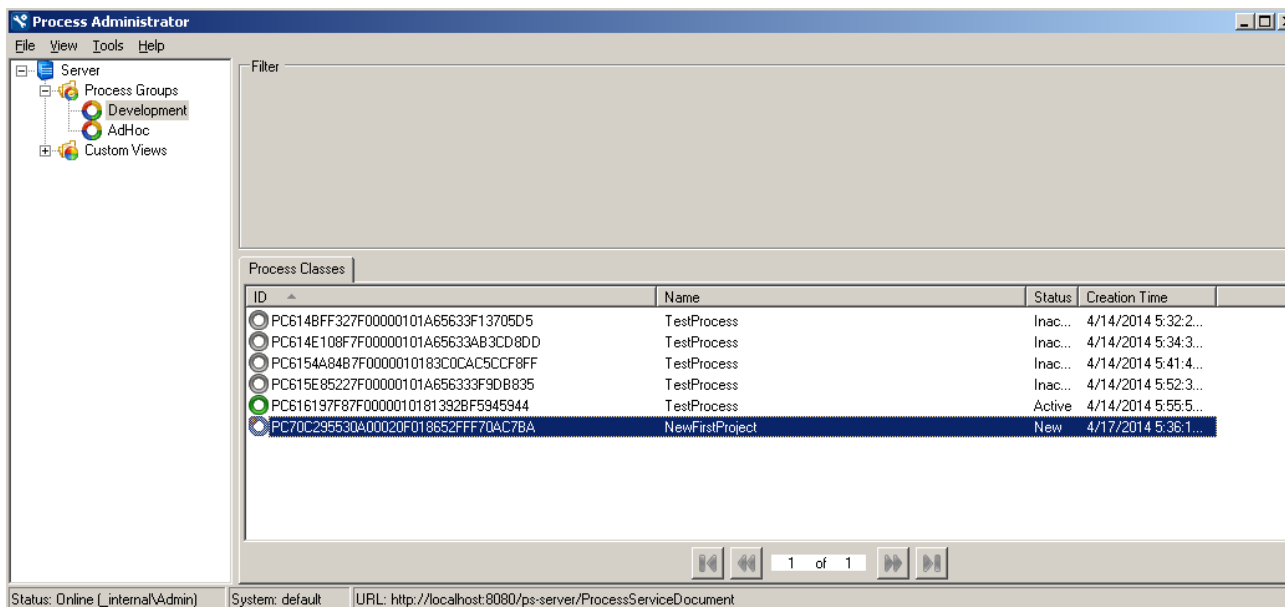 Process Administrator
File View Tools Help
Server
Process Groups
Development
AdHoc
Custom Views
Filter
Process Classes
ID Name Status Creation Time
PC614BFF327F00000101A65633F13705D5 TestProcess Inac... 4/14/2014 5:32:2...
PC614E108F7F00000101A65633AB3CD8DD TestProcess Inac... 4/14/2014 5:34:3...
PC6154A84B7F0000010183C0CAC5CCF8FF TestProcess Inac... 4/14/2014 5:41:4...
PC615E85227F00000101A656333F9DB835 TestProcess Inac... 4/14/2014 5:52:3...
PC616197F87F0000010181392BF5945944 TestProcess Active 4/14/2014 5:55:5...
PC70C295530A00020F018652FFF70AC7BA NewFirstProject New 4/17/2014 5:36:1...
1 of 1
Status: Online (_internal\Admin) System: default URL: http://localhost:8080/ps-server/ProcessServiceDocument